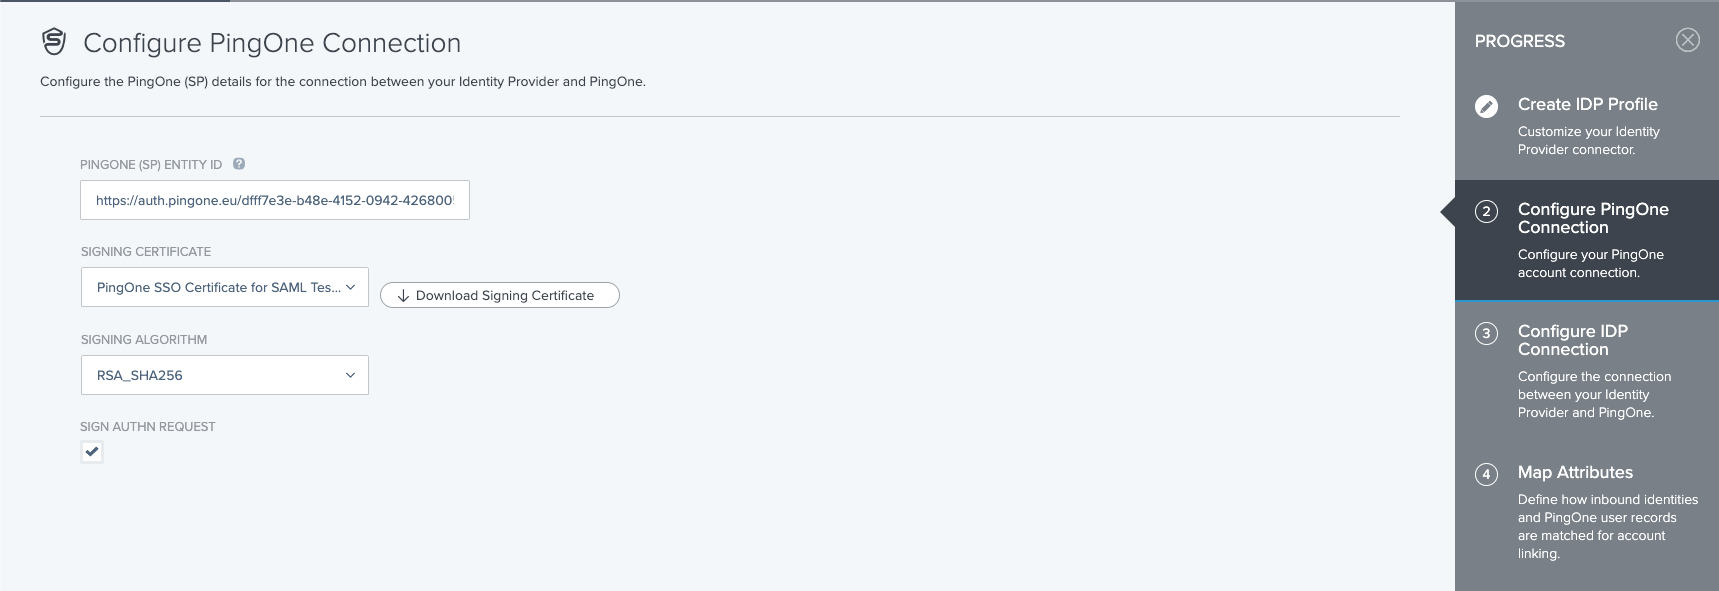 Configure PingOne Connection
Configure the PingOne (SP) details for the connection between your Identity Provider and PingOne.
PINGONE (SP) ENTITY ID ?
https://auth.pingone.eu/dfff7e3e-b48e-4152-0942-426800
SIGNING CERTIFICATE
PingOne SSO Certificate for SAML Tes...
Download Signing Certificate
SIGNING ALGORITHM
RSA_SHA256
SIGN AUTHN REQUEST
PROGRESS
Create IDP Profile
Customize your Identity
Provider connector.
2
Configure PingOne
Connection
Configure your PingOne
account connection.
3
Configure IDP
Connection
Configure the connection
between your Identity
Provider and PingOne.
4
Map Attributes
Define how inbound identities
and PingOne user records
are matched for account
linking.